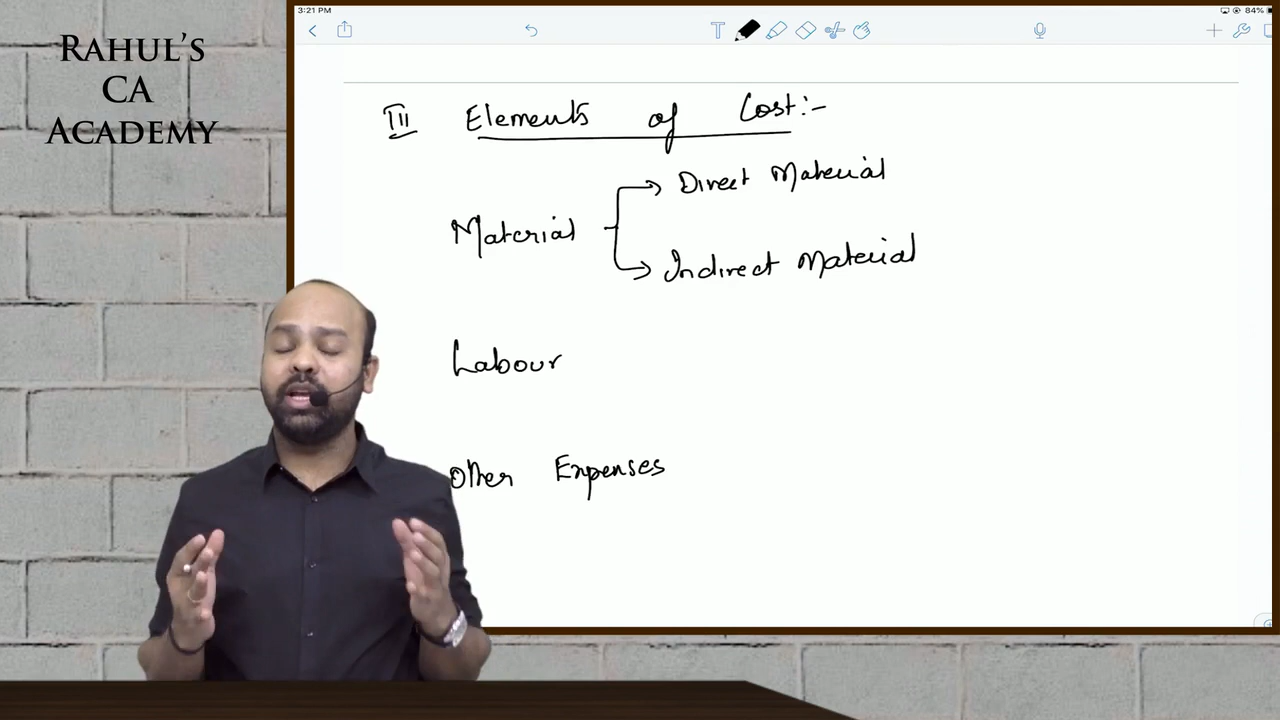 RAHUL'S
CA
ACADEMY
3:21 PM
84%
T
III Elements of Cost:-
Direct Material
Material
Indirect Material
Labour
Other Expenses